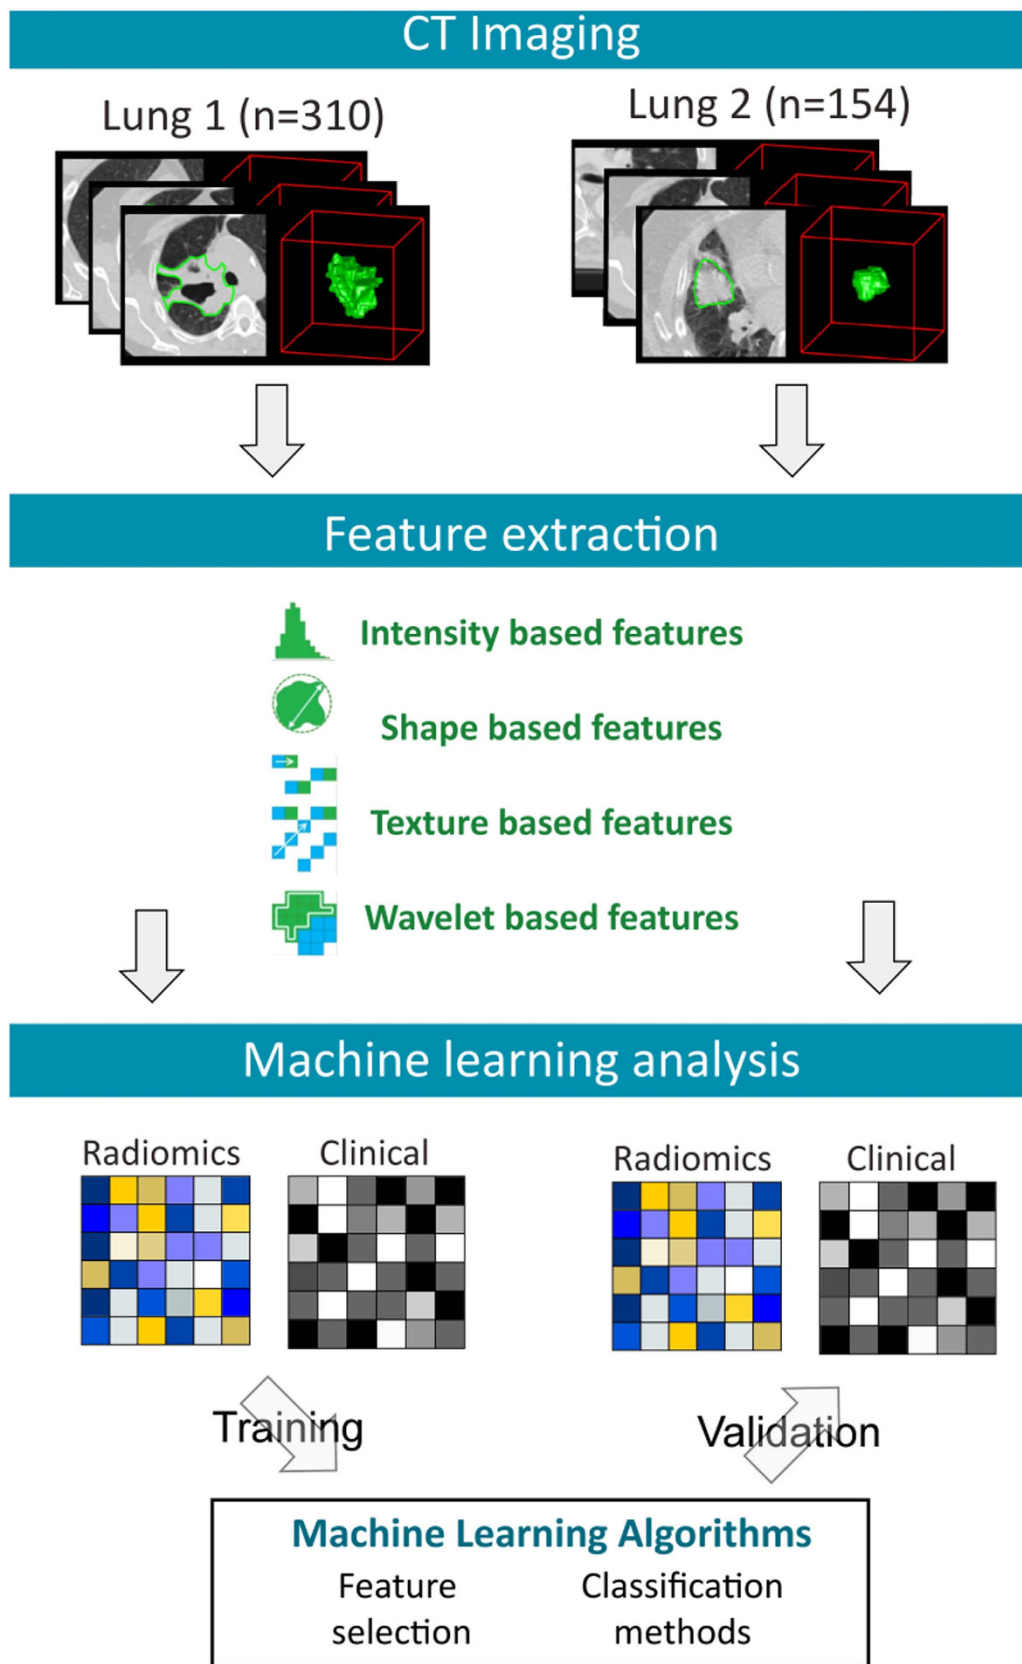 CT Imaging
Lung 1 (n=310)
Lung 2 (n=154)
Feature extraction
Intensity based features
Shape based features
Texture based features
Wavelet based features
Machine learning analysis
Radiomics
Clinical
Radiomics
Clinical
Training
Validation
Machine Learning Algorithms
Feature
selection
Classification
methods